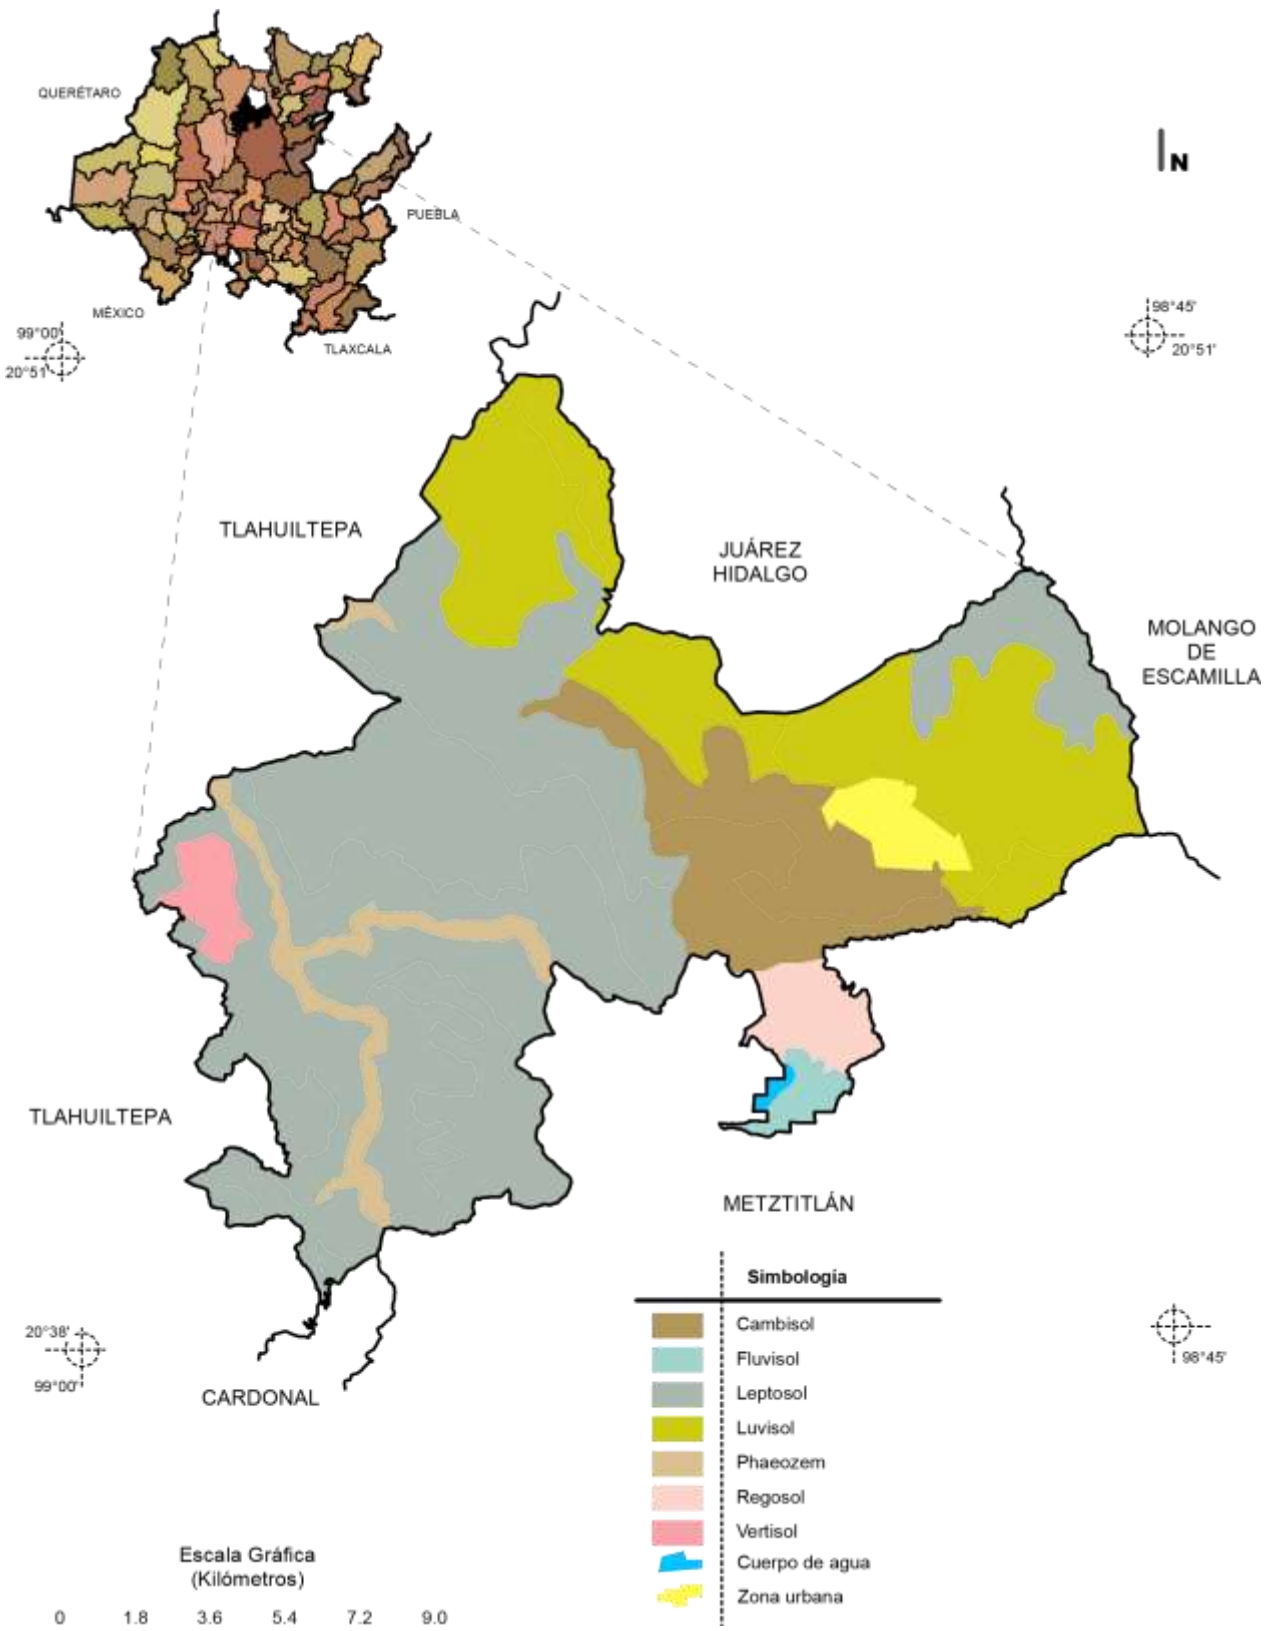 QUERÉTARO
N
PUEBLA
MÉXICO
TLAXCALA
99°00'
20°51'
98°45'
20°51'
TLAHUILTEPA
JUÁREZ
HIDALGO
MOLANGO
DE
ESCAMILLA
TLAHUILTEPA
METZTITLÁN
20°38'
99°00'
98°45'
CARDONAL
Simbología
Cambisol
Fluvisol
Leptosol
Luvisol
Phaeozem
Regosol
Vertisol
Cuerpo de agua
Zona urbana
Escala Gráfica
(Kilómetros)
0 1.8 3.6 5.4 7.2 9.0